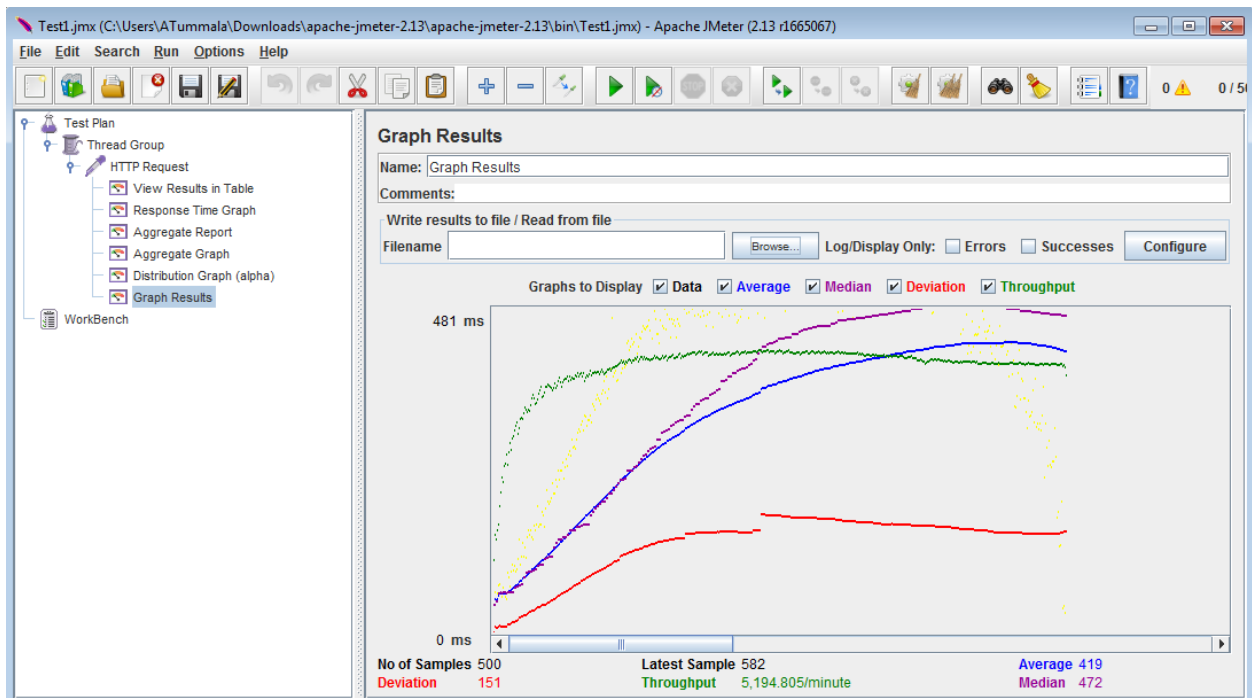 Test1.jmx (C:\Users\ATummala\Downloads\apache-jmeter-2.13\apache-jmeter-2.13\bin\Test1.jmx) - Apache JMeter (2.13 r1665067)
File Edit Search Run Options Help
0 0 / 50
Test Plan
Thread Group
HTTP Request
View Results in Table
Response Time Graph
Aggregate Report
Aggregate Graph
Distribution Graph (alpha)
Graph Results
WorkBench
Graph Results
Name: Graph Results
Comments:
Write results to file / Read from file
Filename Browse... Log/Display Only: Errors Successes Configure
Graphs to Display Data Average Median Deviation Throughput
481 ms
0 ms
No of Samples 500 Latest Sample 582 Average 419
Deviation 151 Throughput 5,194.805/minute Median 472